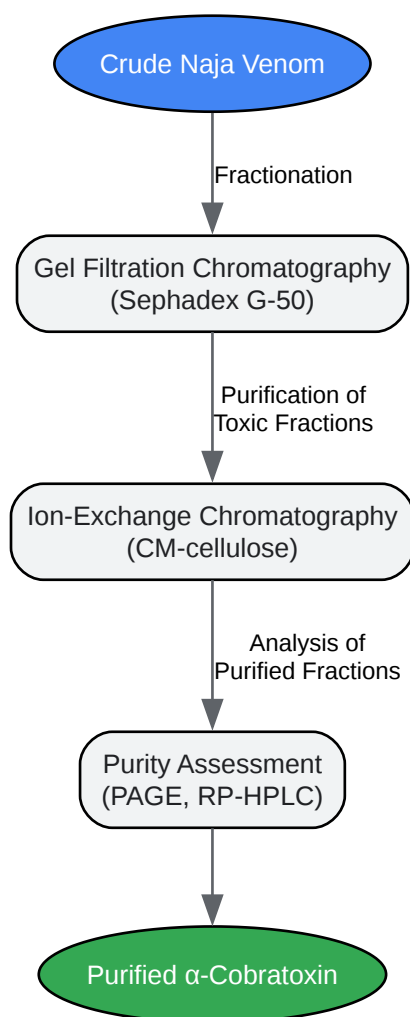 Crude Naja Venom
Fractionation
Gel Filtration Chromatography
(Sephadex G-50)
Purification of
Toxic Fractions
Ion-Exchange Chromatography
(CM-cellulose)
Analysis of
Purified Fractions
Purity Assessment
(PAGE, RP-HPLC)
Purified α-Cobratoxin